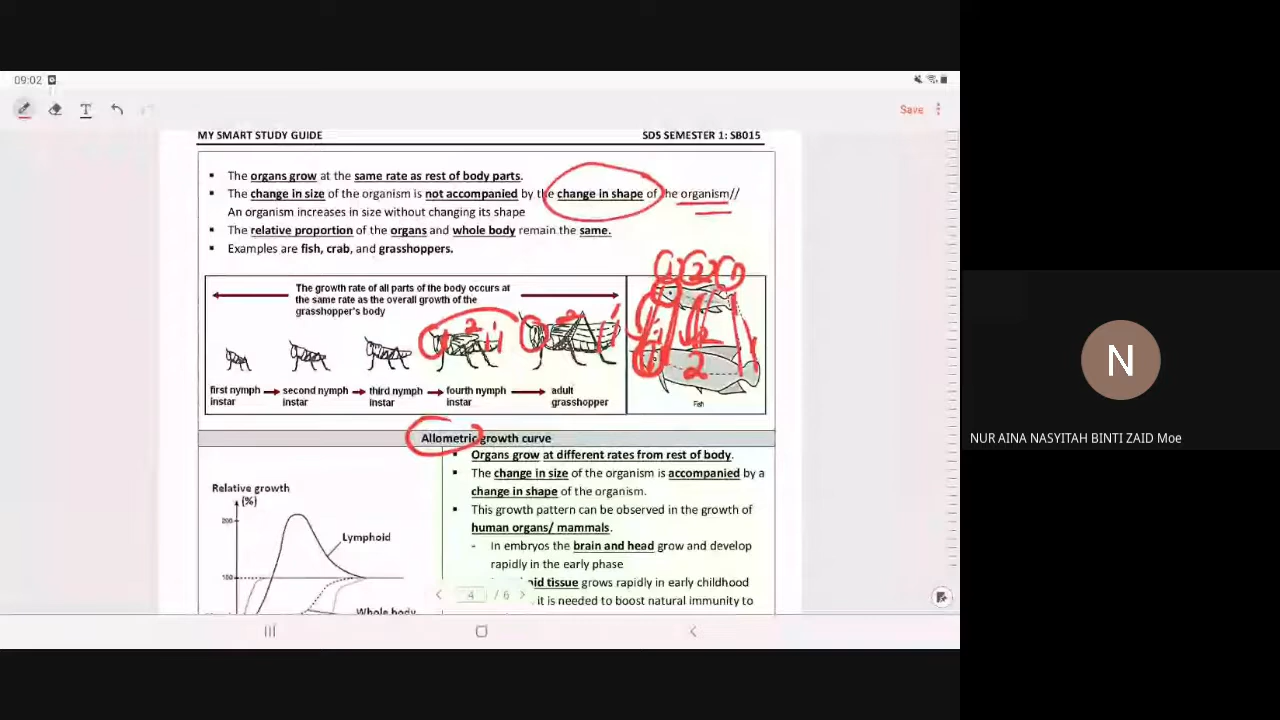 09:02
Save
MY SMART STUDY GUIDE SDS SEMESTER 1: SB015
The organs grow at the same rate as rest of body parts.
The change in size of the organism is not accompanied by the change in shape of the organism//
An organism increases in size without changing its shape
The relative proportion of the organs and whole body remain the same.
Examples are fish, crab, and grasshoppers.
The growth rate of all parts of the body occurs at
the same rate as the overall growth of the
grasshopper's body
1 2 1
2
2
2
first nymph
instar
second nymph
instar
third nymph
instar
fourth nymph
instar
adult
grasshopper
Fish
Allometric growth curve
Relative growth
(%)
200
100
Lymphoid
Whole body
Organs grow at different rates from rest of body.
The change in size of the organism is accompanied by a
change in shape of the organism.
This growth pattern can be observed in the growth of
human organs/ mammals.
- In embryos the brain and head grow and develop
rapidly in the early phase
tissue grows rapidly in early childhood
it is needed to boost natural immunity to
4 / 6
N
NUR AINA NASYITAH BINTI ZAID Moe